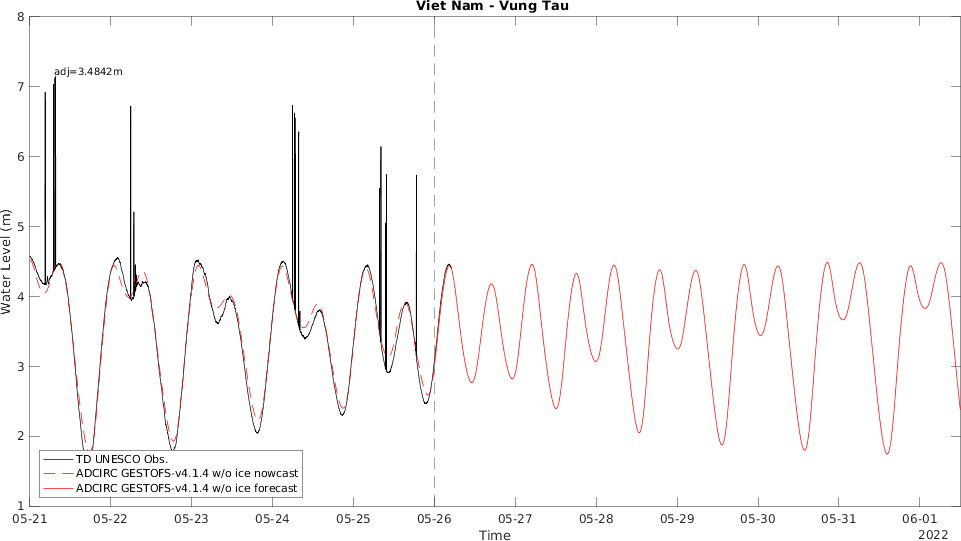 Viet Nam - Vung Tau
8
adj=3.4842m
7
6
5
Water Level (m)
4
3
2
TD UNESCO Obs.
ADCIRC GESTOFS-v4.1.4 w/o ice nowcast
ADCIRC GESTOFS-v4.1.4 w/o ice forecast
1
05-21 05-22 05-23 05-24 05-25 05-26 05-27 05-28 05-29 05-30 05-31 06-01
Time
2022